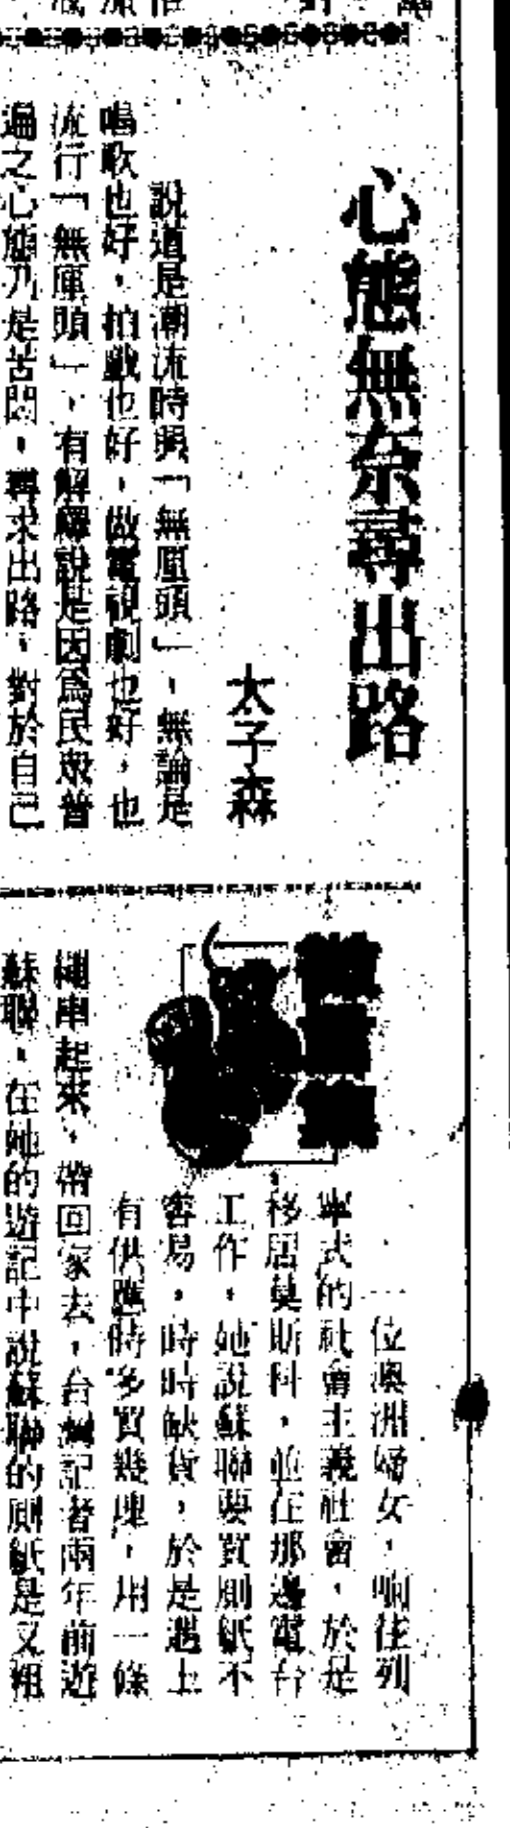 心態無奈尋出路
太子森
說道是潮流時興「無厘頭」，無論是
唱歌也好，拍戲也好，做電視劇也好，也
流行「無厘頭」，有解釋說是因為民眾普
遍之心態乃是苦悶，尋求出路，對於自己
一位澳洲婦女，嚮往列
寧式的社會主義社會，於是
移居莫斯科，並在那邊電台
工作，她說蘇聯要買廁紙不
容易，時時缺貨，於是遇上
有供應時多買幾塊，用一條
繩串起來，帶回家去，台灣記者兩年前遊
蘇聯，在她的遊記中說蘇聯的廁紙是又粗